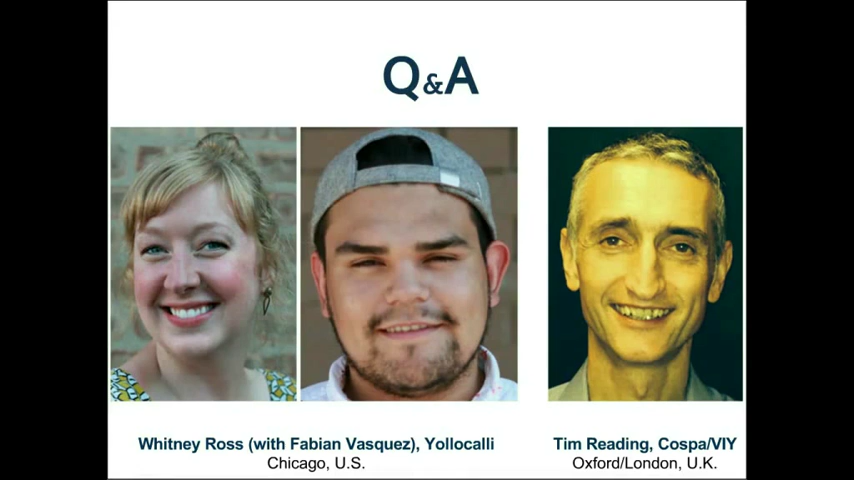 Q&A
Whitney Ross (with Fabian Vasquez), Yollocalli
Chicago, U.S.
Tim Reading, Cospa/VIY
Oxford/London, U.K.